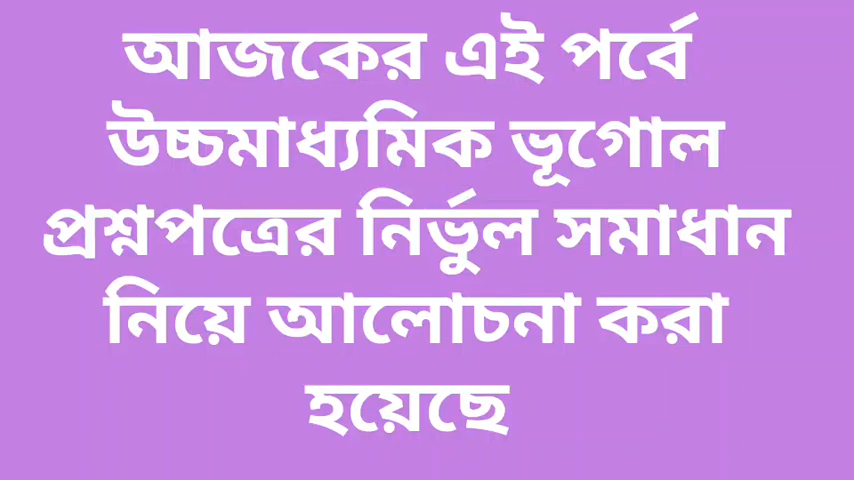 আজকের এই পর্বে
উচ্চমাধ্যমিক ভূগোল
প্রশ্নপত্রের নির্ভুল সমাধান
নিয়ে আলোচনা করা
হয়েছে